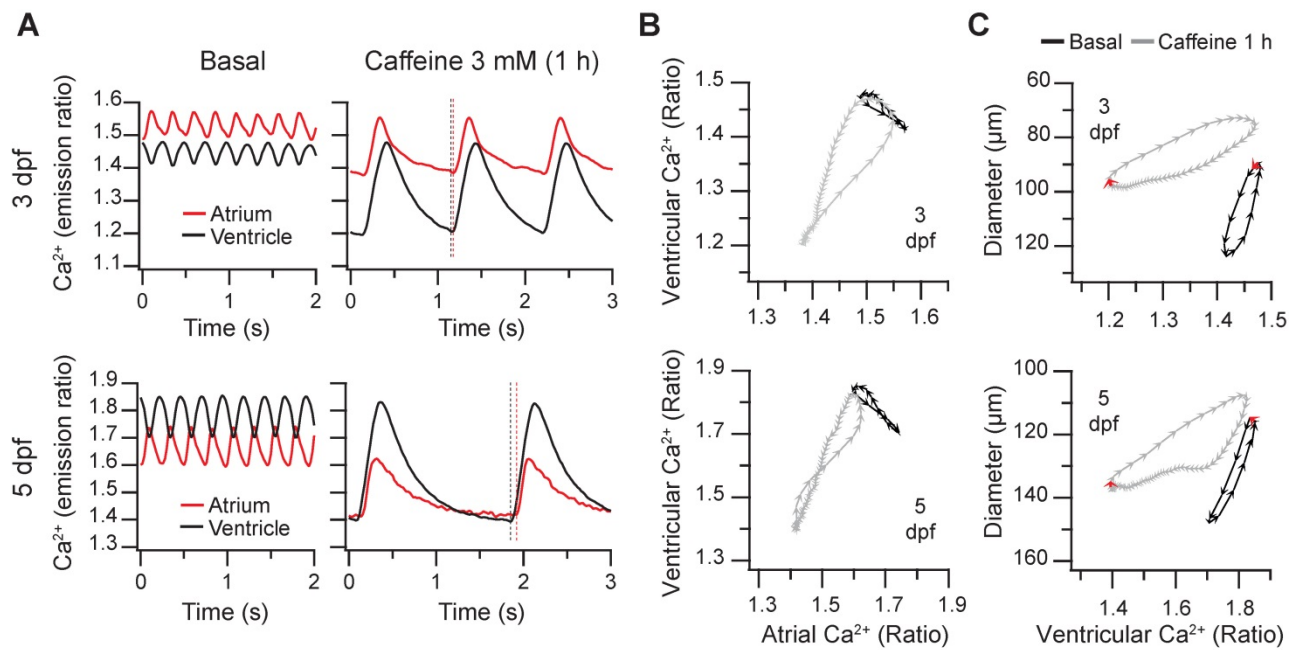 A
B
C
Basal
Caffeine 3 mM (1 h)
Basal
Caffeine 1 h
3 dpf
Ca²⁺ (emission ratio)
1.6
1.5
1.4
1.3
1.2
1.1
Atrium
Ventricle
0
1
2
Time (s)
0
1
2
3
Time (s)
Ventricular Ca²⁺ (Ratio)
1.5
1.4
1.3
1.2
3
dpf
1.3
1.4
1.5
1.6
Diameter (µm)
60
80
100
120
3
dpf
1.2
1.3
1.4
1.5
5 dpf
Ca²⁺ (emission ratio)
1.9
1.8
1.7
1.6
1.5
1.4
1.3
Atrium
Ventricle
0
1
2
Time (s)
0
1
2
3
Time (s)
Ventricular Ca²⁺ (Ratio)
1.9
1.7
1.5
1.3
5
dpf
1.3
1.5
1.7
1.9
Atrial Ca²⁺ (Ratio)
Diameter (µm)
100
120
140
160
5
dpf
1.4
1.6
1.8
Ventricular Ca²⁺ (Ratio)